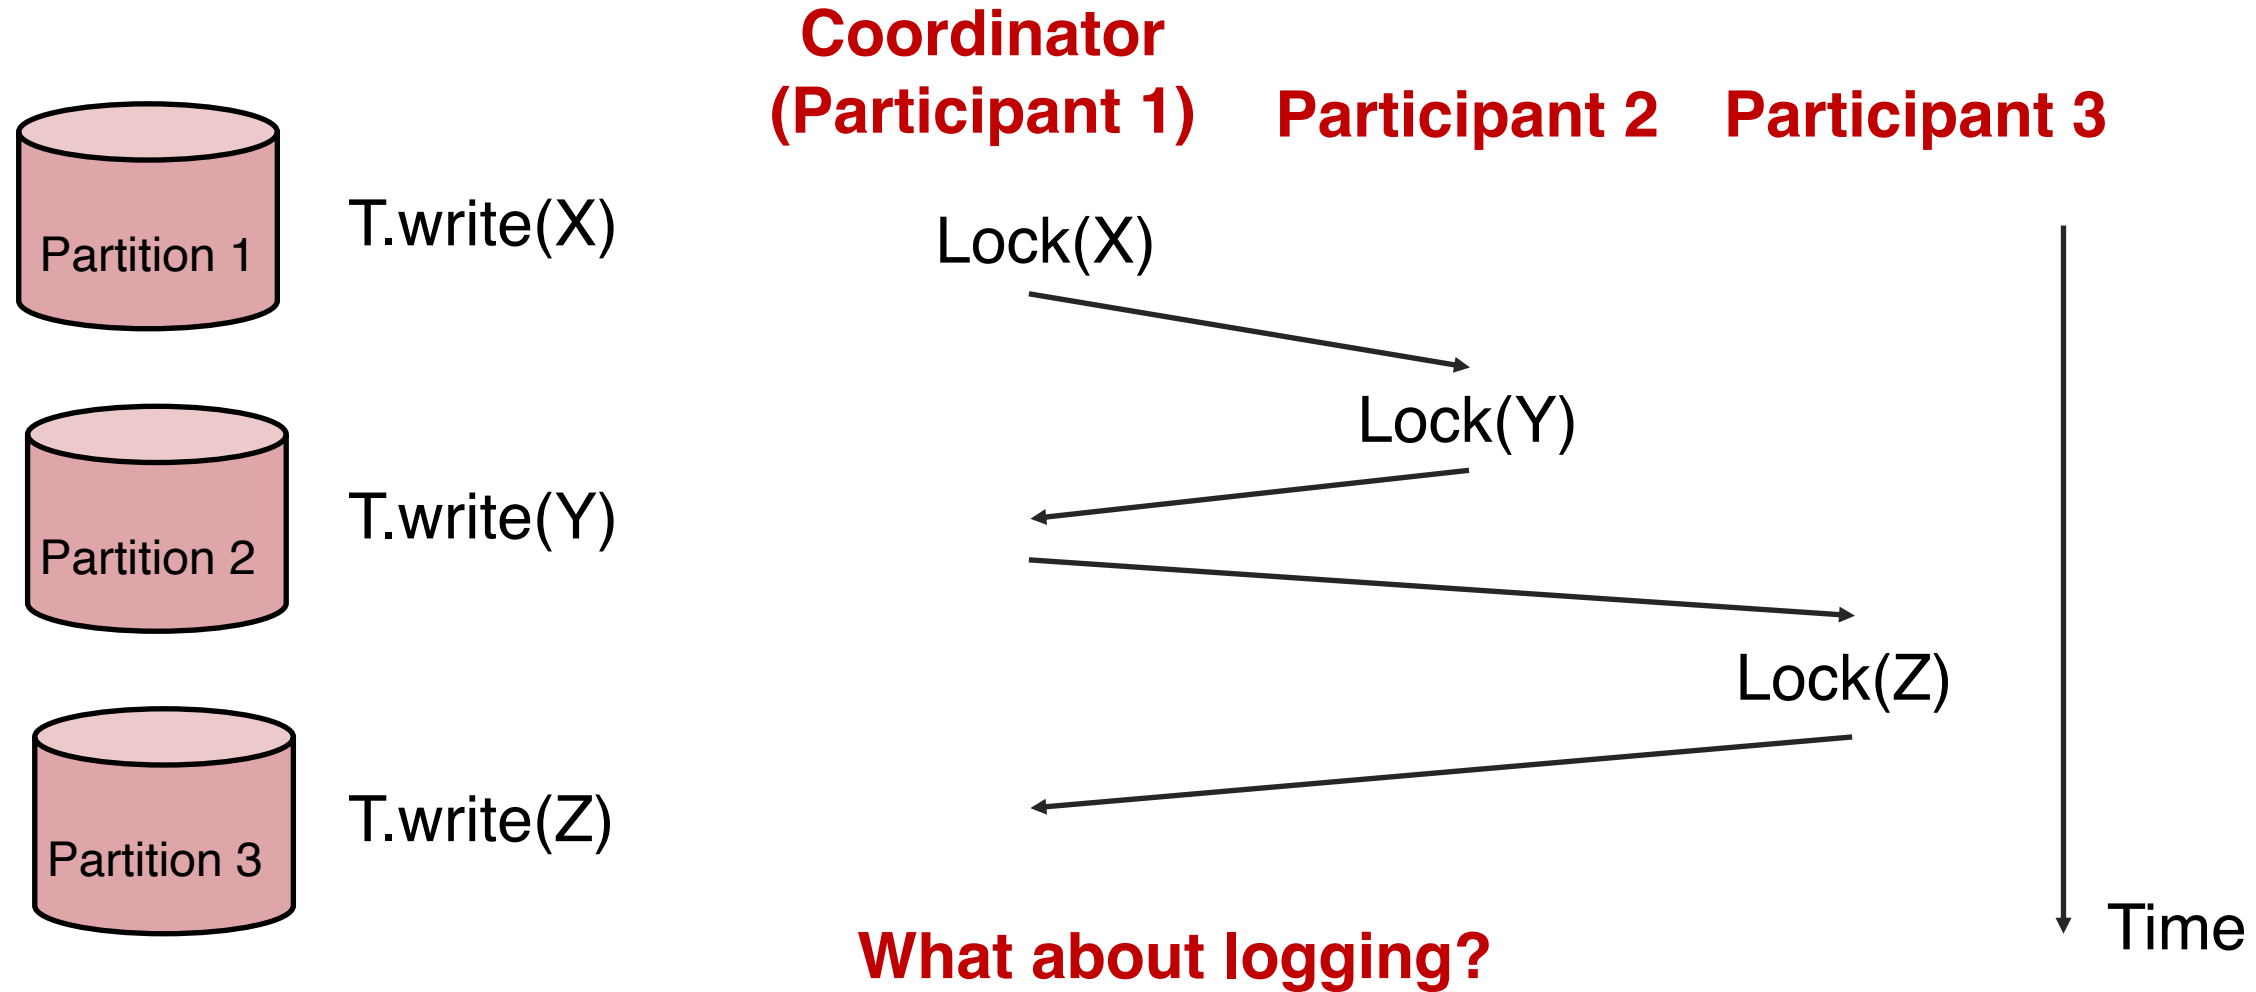 Coordinator
(Participant 1)
Participant 2
Participant 3
Partition 1
T.write(X)
Lock(X)
Lock(Y)
Partition 2
T.write(Y)
Lock(Z)
Partition 3
T.write(Z)
What about logging?
Time